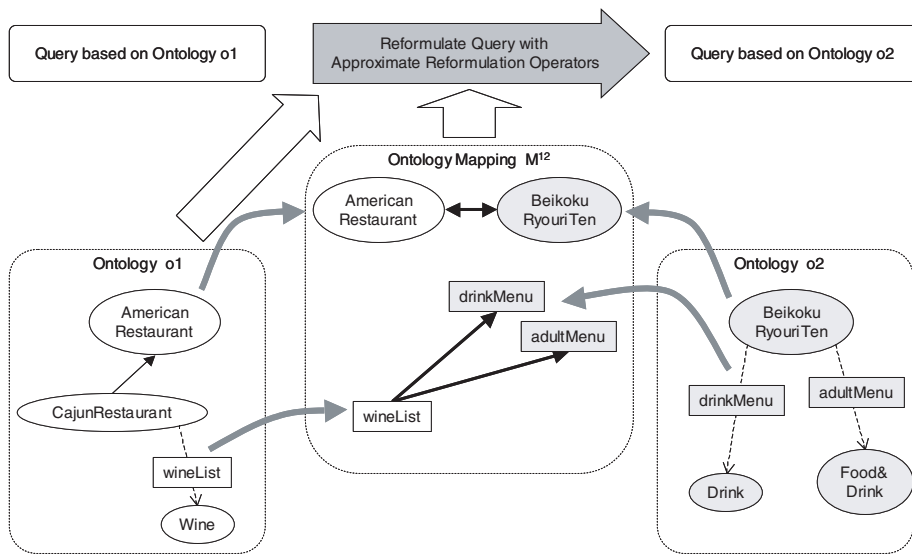 Query based on Ontology o1
Reformulate Query with
Approximate Reformulation Operators
Query based on Ontology o2
Ontology Mapping M¹²
American
Restaurant
Beikoku
RyouriTen
drinkMenu
adultMenu
wineList
Ontology o1
American
Restaurant
CajunRestaurant
wineList
Wine
Ontology o2
Beikoku
RyouriTen
drinkMenu
adultMenu
Drink
Food&
Drink